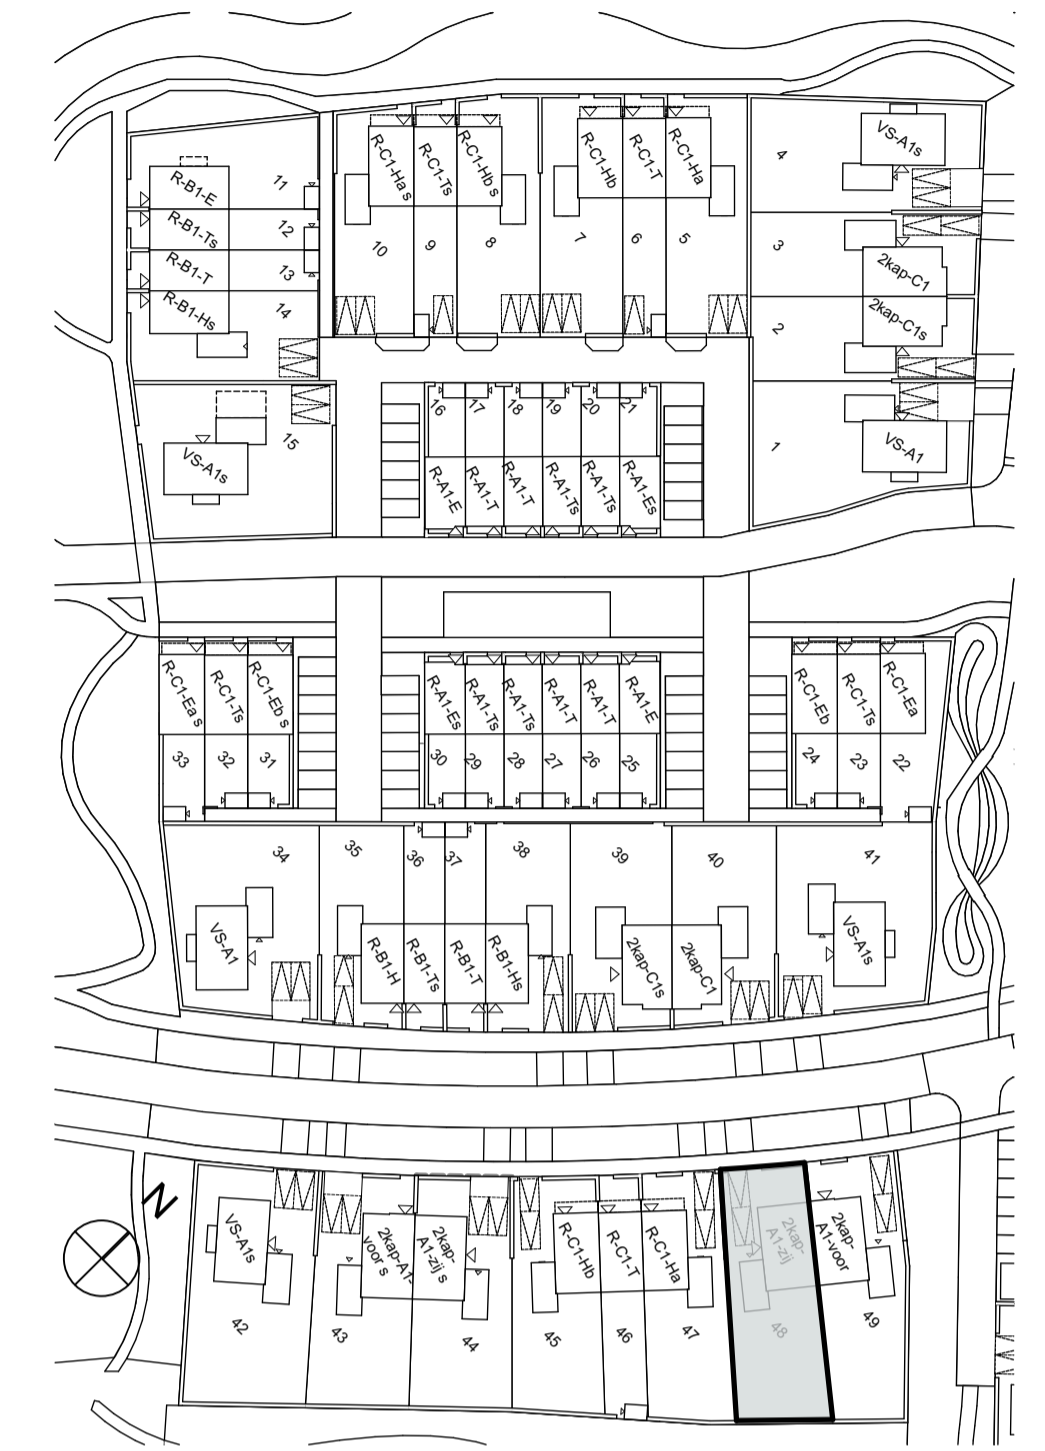 VS-A1s
4
R-C1-Ha s
R-C1-Ts
R-C1-Hb s
R-C1-Hb
R-C1-T
R-C1-Ha
R-B1-E
11
R-B1-Ts
12
R-B1-T
13
R-B1-Hs
14
10
9
8
7
6
5
3
2kap-C1
2
2kap-C1s
1
VS-A1
15
VS-A1s
16
17
18
19
20
21
R-A1-E
R-A1-T
R-A1-T
R-A1-Ts
R-A1-Ts
R-A1-Es
R-C1-Ea s
R-C1-Ts
R-C1-Eb s
33
32
31
R-A1-Es
R-A1-Ts
R-A1-Ts
R-A1-T
R-A1-T
R-A1-E
30
29
28
27
26
25
R-C1-Eb
R-C1-Ts
R-C1-Ea
24
23
22
34
35
36
37
38
39
40
41
VS-A1
R-B1-H
R-B1-Ts
R-B1-T
R-B1-Hs
2kap-C1s
2kap-C1
VS-A1s
N
VS-A1s
2kap-A1-
voor s
2kap-
A1-zij s
R-C1-Hb
R-C1-T
R-C1-Ha
2kap-
A1-zij
2kap-
A1-voor
42
43
44
45
46
47
48
49